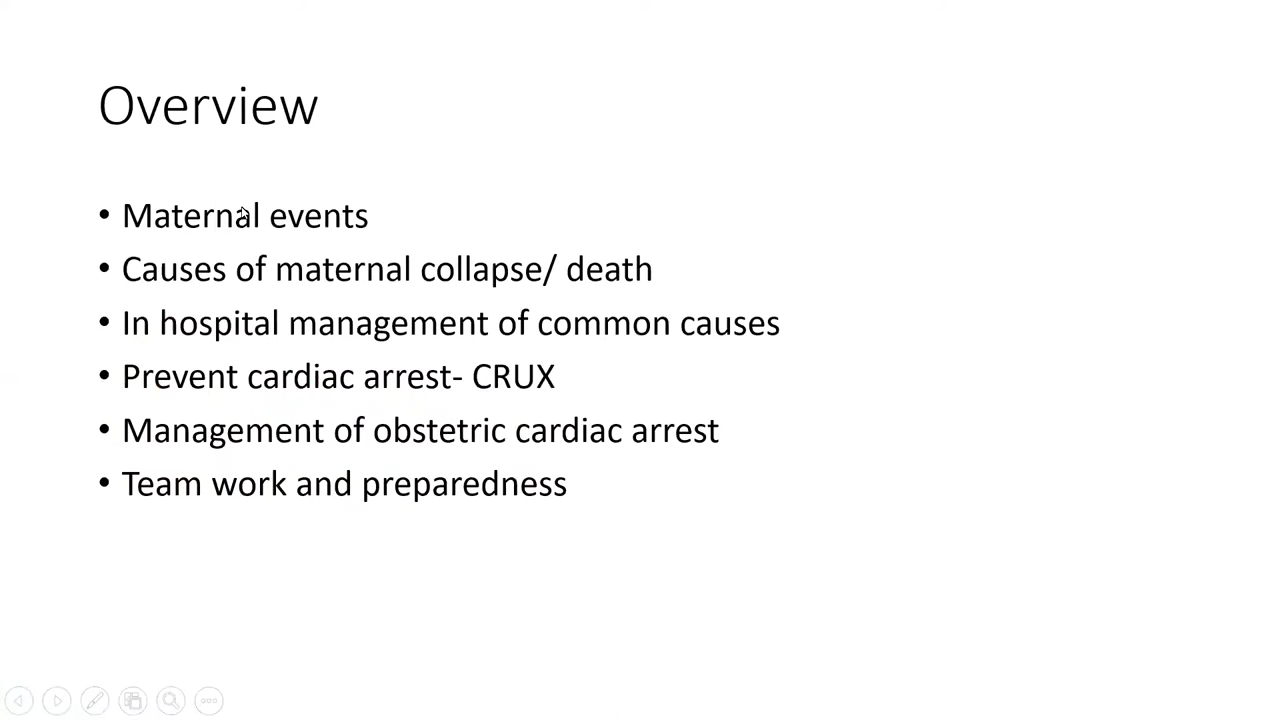 Overview
• Maternal events
• Causes of maternal collapse/ death
• In hospital management of common causes
• Prevent cardiac arrest- CRUX
• Management of obstetric cardiac arrest
• Team work and preparedness